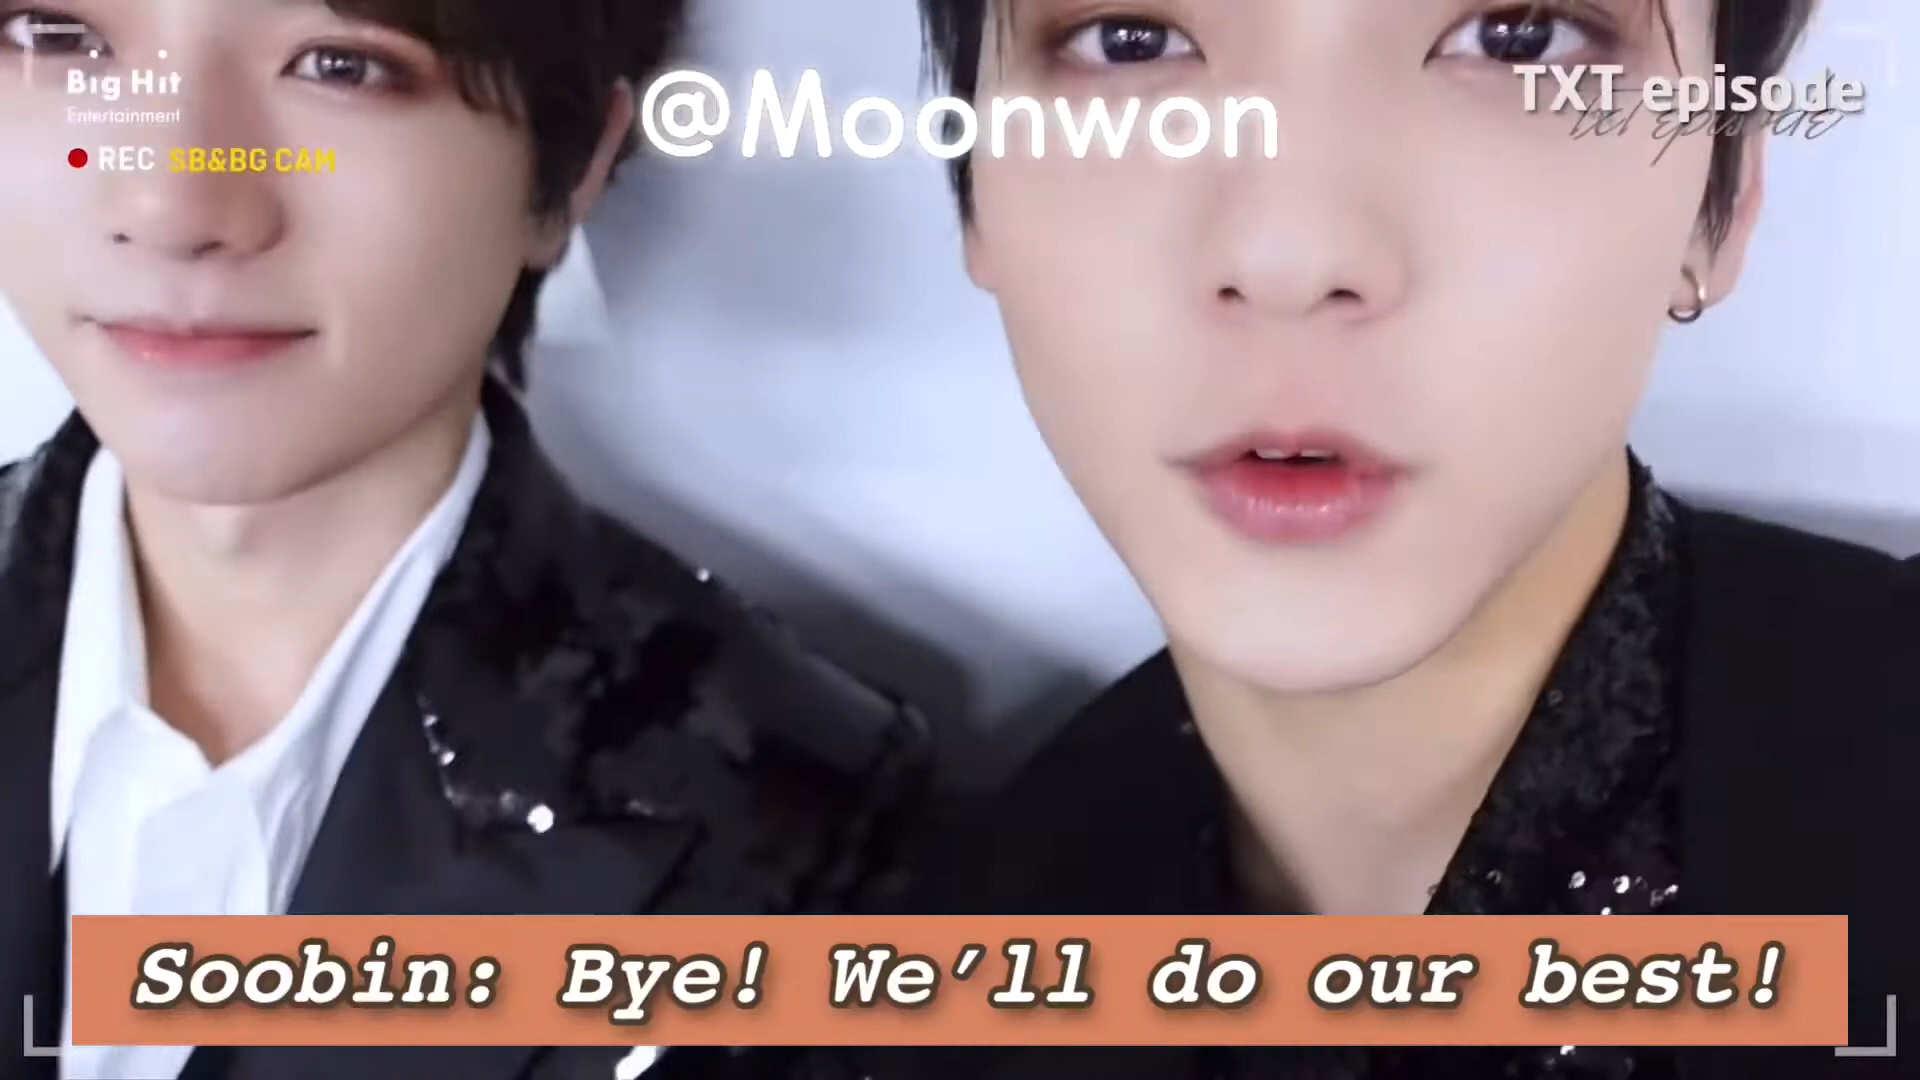 Big Hit
Entertainment
REC SB&BG CAM
@Moonwon
TXT episode
Soobin: Bye! We’ll do our best!